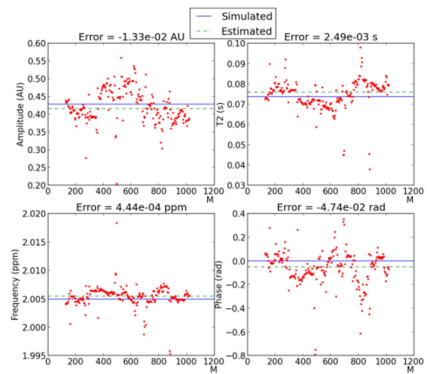 Simulated
Estimated
Error = -1.33e-02 AU
Error = 2.49e-03 s
Amplitude (AU)
0.60
0.55
0.50
0.45
0.40
0.35
0.30
0.25
0.20
0 200 400 600 800 1000 1200
M
T2 (s)
0.10
0.09
0.08
0.07
0.06
0.05
0.04
0.03
0 200 400 600 800 1000 1200
M
Error = 4.44e-04 ppm
Error = -4.74e-02 rad
Frequency (ppm)
2.020
2.015
2.010
2.005
2.000
1.995
0 200 400 600 800 1000 1200
M
Phase (rad)
0.4
0.2
0.0
-0.2
-0.4
-0.6
-0.8
0 200 400 600 800 1000 1200
M